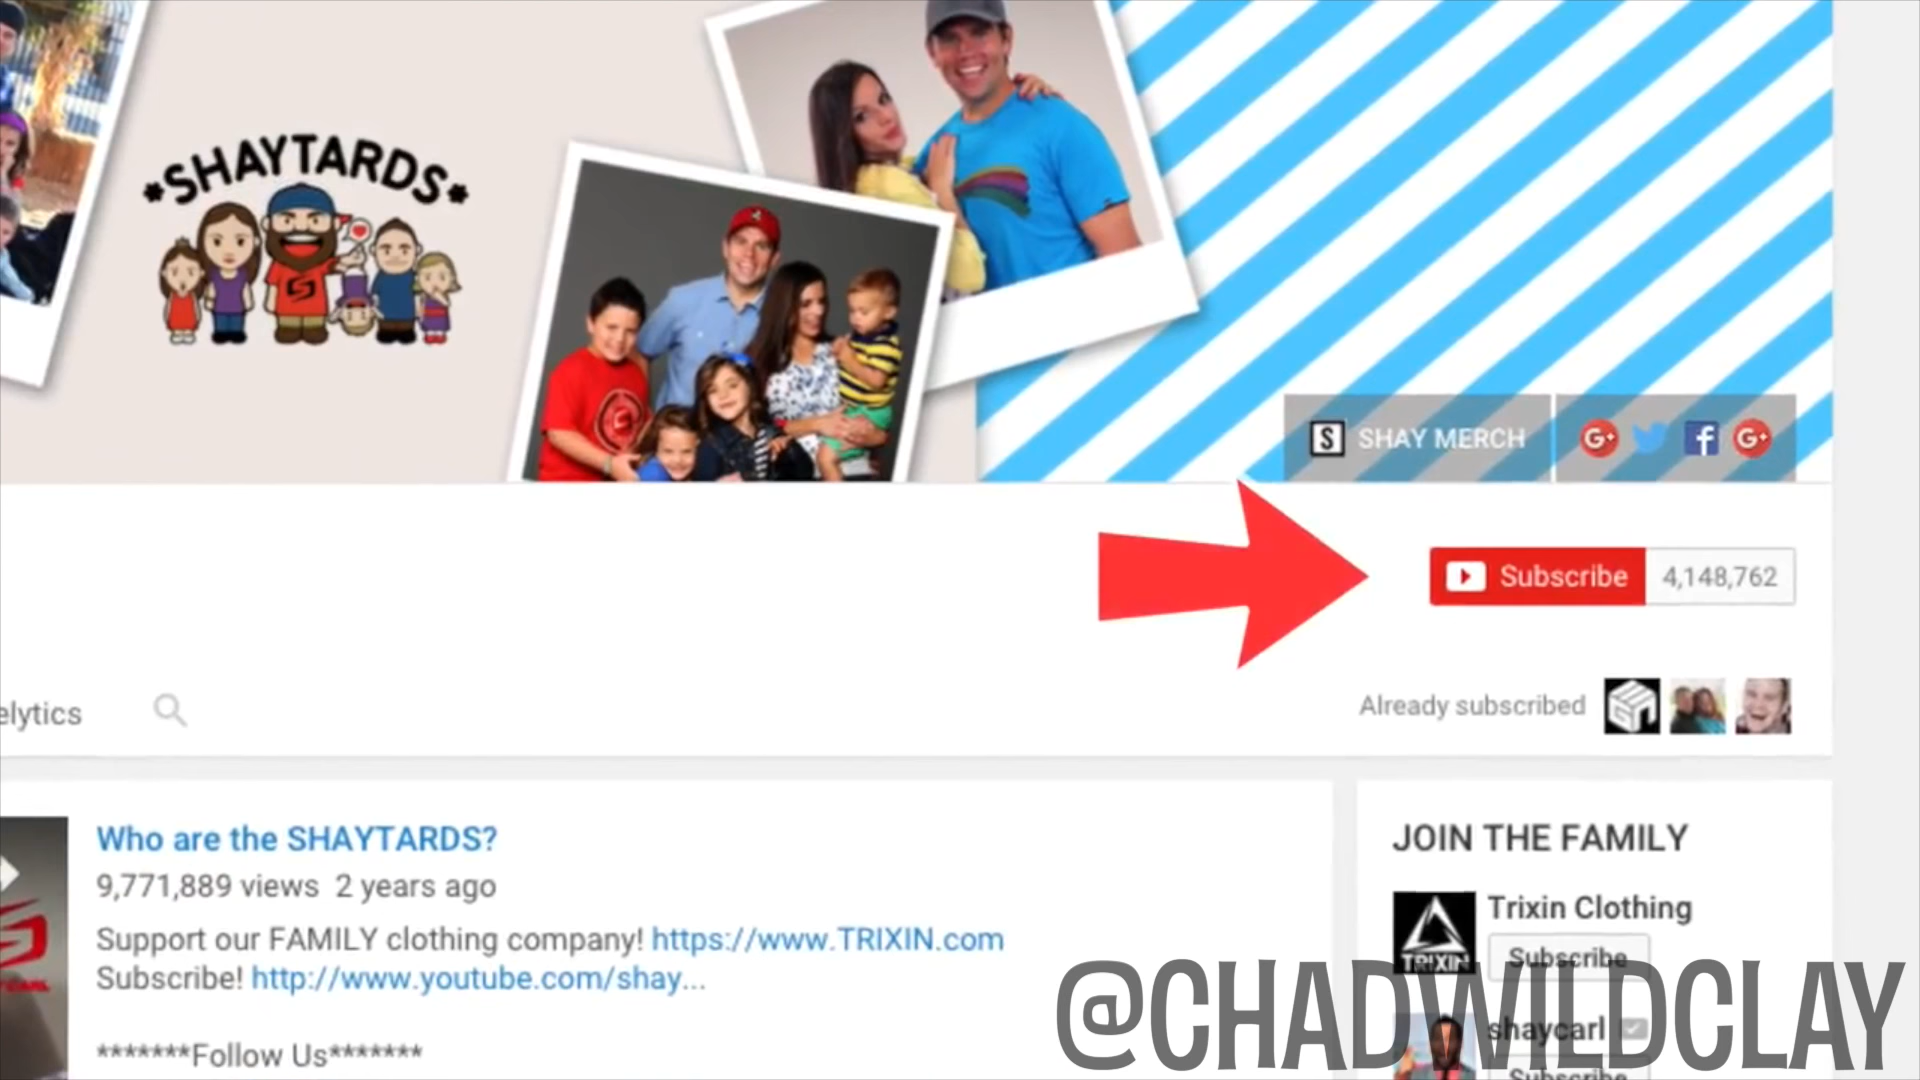 *SHAYTARDS*
S SHAY MERCH
G+ f G+
Subscribe 4,148,762
elytics
Already subscribed
Who are the SHAYTARDS?
9,771,889 views 2 years ago
Support our FAMILY clothing company! https://www.TRIXIN.com
Subscribe! http://www.youtube.com/shay...
*******Follow Us*******
JOIN THE FAMILY
Trixin Clothing
TRIXIN
Subscribe
shaycarl
Subscribe
@CHADWILDCLAY